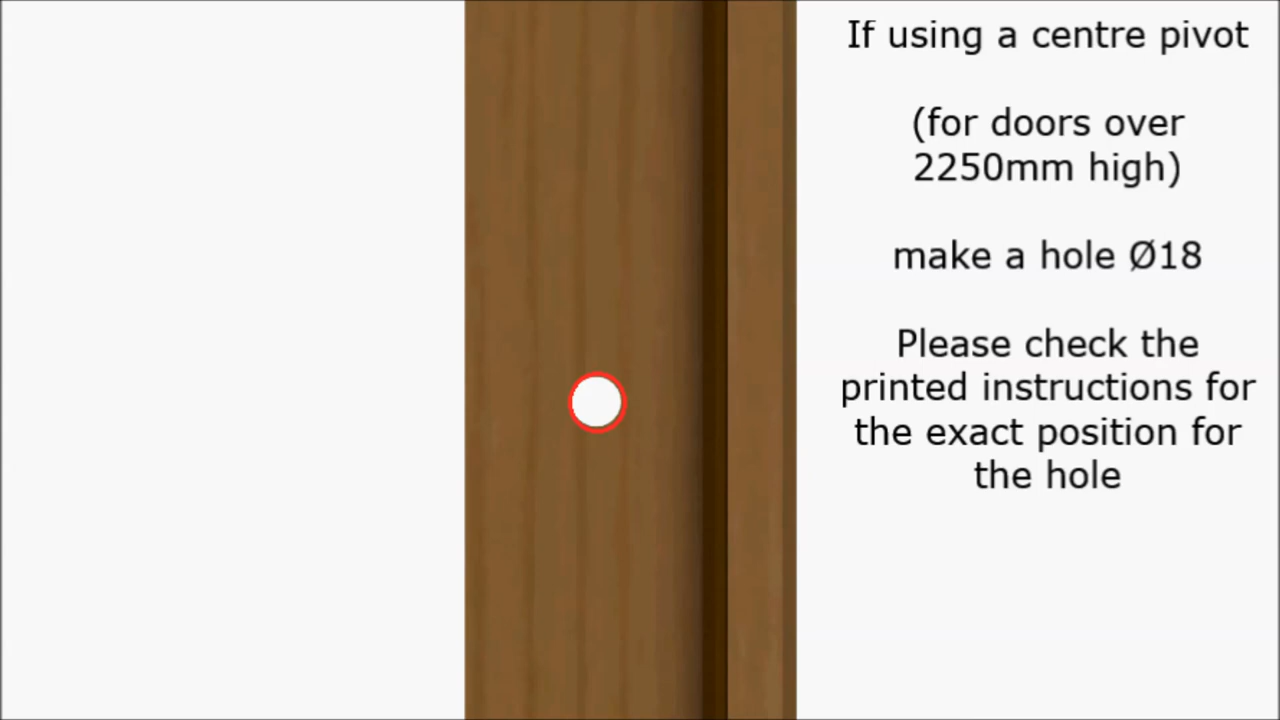 If using a centre pivot
(for doors over
2250mm high)
make a hole Ø18
Please check the
printed instructions for
the exact position for
the hole